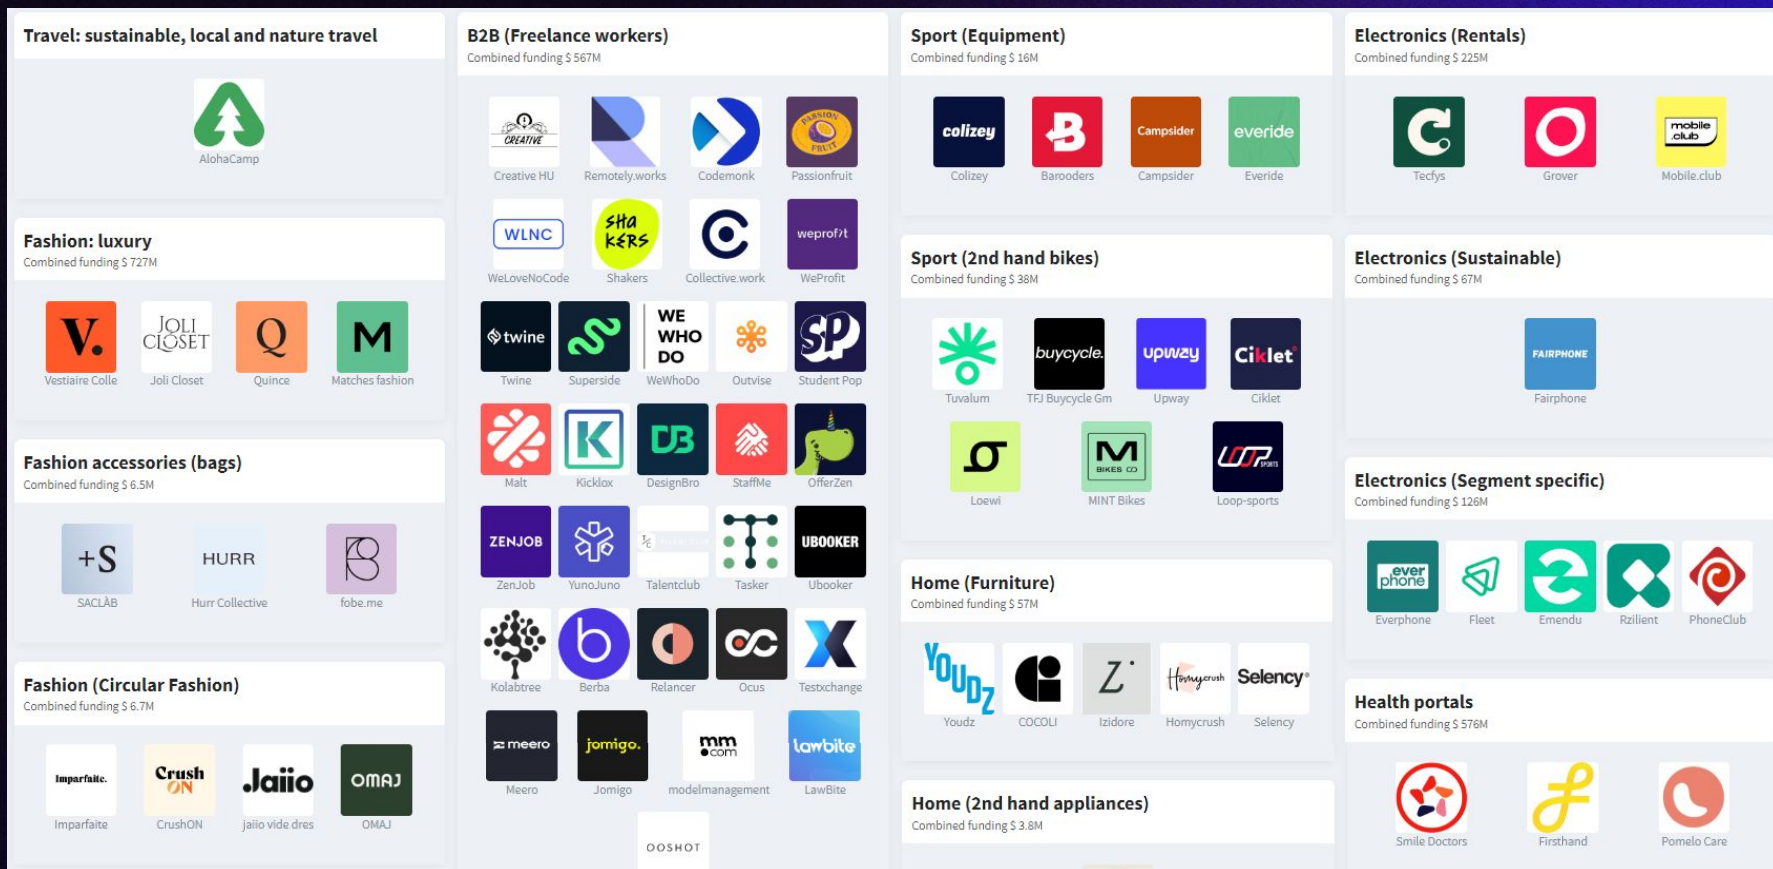 Travel: sustainable, local and nature travel
AlohaCamp
Fashion: luxury
Combined funding $ 727M
V.
JOLI
CLOSET
Q
M
Vestiaire Colle
Joli Closet
Quince
Matches fashion
Fashion accessories (bags)
Combined funding $ 6.5M
+S
HURR
SACLÀB
Hurr Collective
fobe.me
Fashion (Circular Fashion)
Combined funding $ 6.7M
Imparfaite.
Crush
ON
.Jaiio
OMAJ
Imparfaite
CrushON
jaiio vide dres
OMAJ
B2B (Freelance workers)
Combined funding $ 567M
CREATIVE
PASSION
FRUIT
Creative HU
Remotely.works
Codemonk
Passionfruit
WLNC
SHA
KERS
weprofit
WeLoveNoCode
Shakers
Collective.work
WeProfit
twine
WE
WHO
DO
SP
Twine
Superside
WeWhoDo
Outvise
Student Pop
K
DB
Malt
Kicklox
DesignBro
StaffMe
OfferZen
ZENJOB
UBOOKER
ZenJob
YunoJuno
Talentclub
Tasker
Ubooker
b
oc
X
Kolabtree
Berba
Relancer
Ocus
Testxchange
meero
jomigo.
mm
.com
lawbite
Meero
Jomigo
modelmanagement
LawBite
OOSHOT
Sport (Equipment)
Combined funding $ 16M
colizey
B
Campsider
everide
Colizey
Barooders
Campsider
Everide
Sport (2nd hand bikes)
Combined funding $ 38M
buycycle.
upway
Ciklet
Tuvalum
TFJ Buycycle Gm
Upway
Ciklet
M
BIKES CO
LOOP
SPORTS
Loewi
MINT Bikes
Loop-sports
Home (Furniture)
Combined funding $ 57M
YOUDZ
Z
Homycrush
Selency
Youdz
COCOLI
Izidore
Homycrush
Selency
Home (2nd hand appliances)
Combined funding $ 3.8M
Electronics (Rentals)
Combined funding $ 225M
mobile
.club
Tecfys
Grover
Mobile.club
Electronics (Sustainable)
Combined funding $ 67M
FAIRPHONE
Fairphone
Electronics (Segment specific)
Combined funding $ 126M
ever
phone
Everphone
Fleet
Emendu
Rzilient
PhoneClub
Health portals
Combined funding $ 576M
Smile Doctors
Firsthand
Pomelo Care